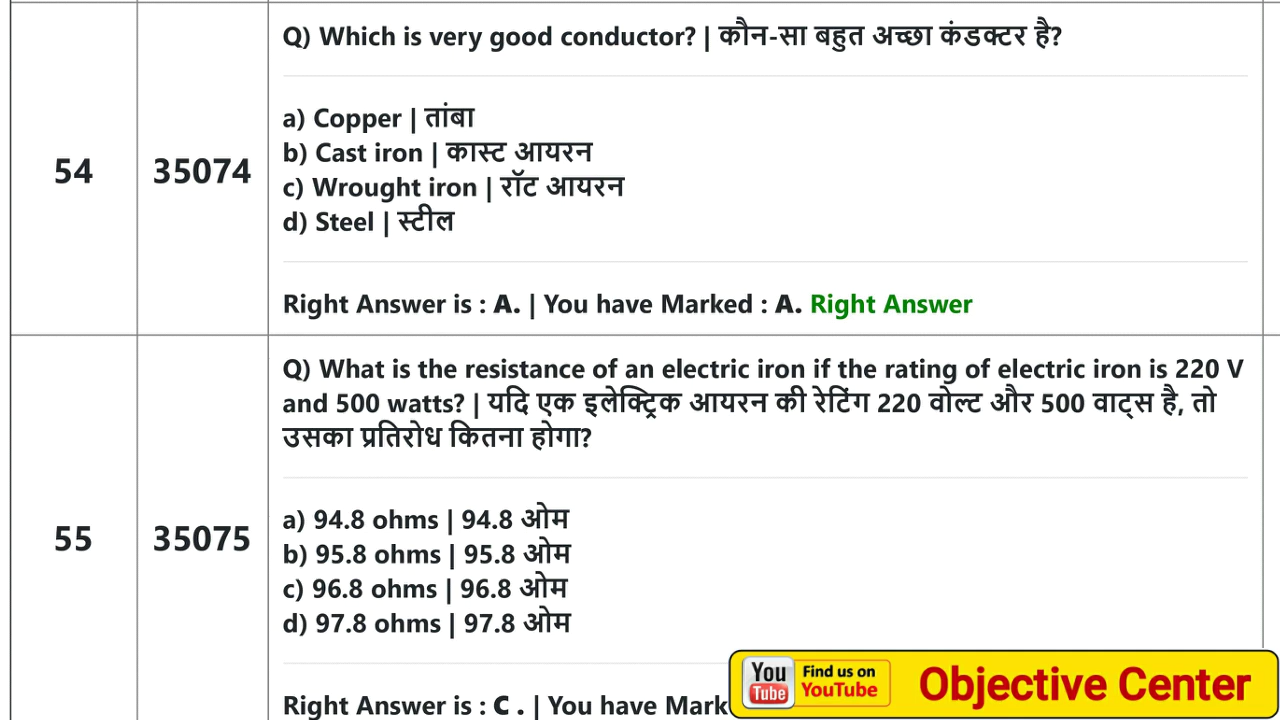 Q) Which is very good conductor? | कौन-सा बहुत अच्छा कंडक्टर है?
54
35074
a) Copper | तांबा
b) Cast iron | कास्ट आयरन
c) Wrought iron | रॉट आयरन
d) Steel | स्टील
Right Answer is : A. | You have Marked : A. Right Answer
Q) What is the resistance of an electric iron if the rating of electric iron is 220 V
and 500 watts? | यदि एक इलेक्ट्रिक आयरन की रेटिंग 220 वोल्ट और 500 वाट्स है, तो
उसका प्रतिरोध कितना होगा?
55
35075
a) 94.8 ohms | 94.8 ओम
b) 95.8 ohms | 95.8 ओम
c) 96.8 ohms | 96.8 ओम
d) 97.8 ohms | 97.8 ओम
Right Answer is : C . | You have Mark
You Tube
Find us on
YouTube
Objective Center